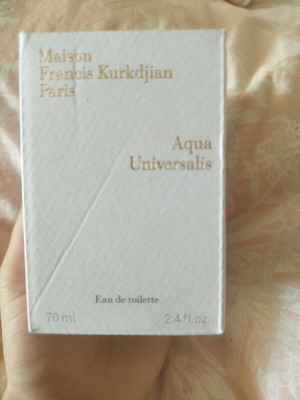 Maison
Francis Kurkdjian
Paris
Aqua
Universalis
Eau de toilette
70 ml 2.4 fl.oz.